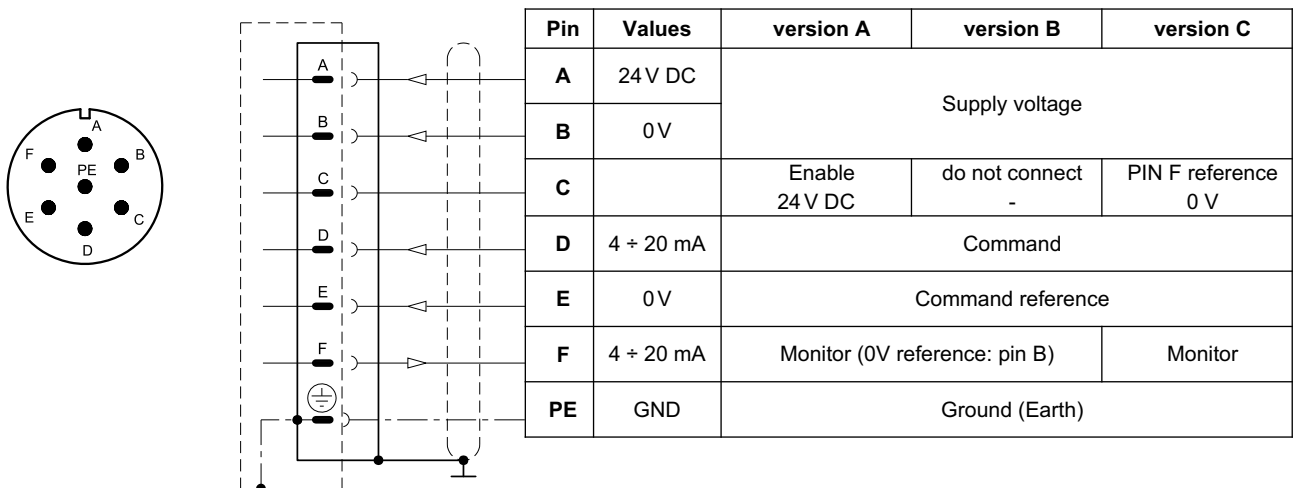 A
F
B
PE
E
C
D
A
B
C
D
E
F
Pin Values version A version B version C
A 24 V DC Supply voltage
B 0 V
C Enable 24 V DC do not connect - PIN F reference 0 V
D 4 ÷ 20 mA Command
E 0 V Command reference
F 4 ÷ 20 mA Monitor (0V reference: pin B) Monitor
PE GND Ground (Earth)